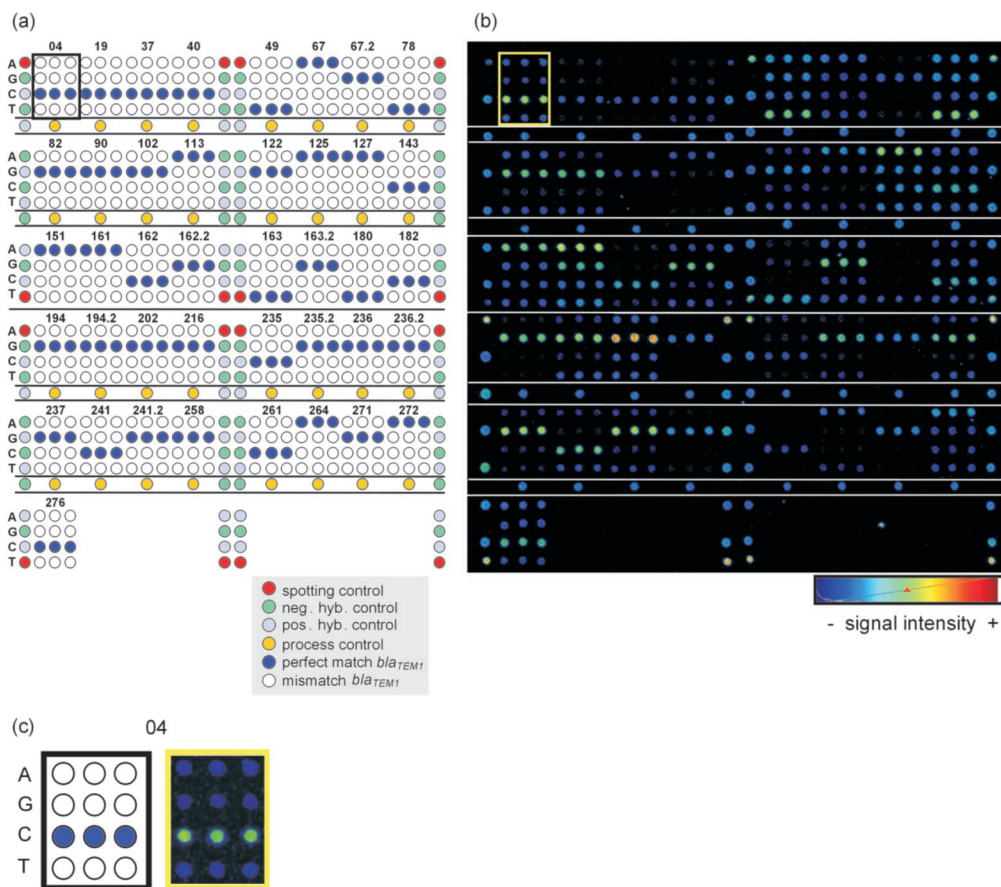 (a)
(b)
04 19 37 40 49 67 67.2 78
A
G
C
T
82 90 102 113 122 125 127 143
A
G
C
T
151 161 162 162.2 163 163.2 180 182
A
G
C
T
194 194.2 202 216 235 235.2 236 236.2
A
G
C
T
237 241 241.2 258 261 264 271 272
A
G
C
T
276
A
G
C
T
spotting control
neg. hyb. control
pos. hyb. control
process control
perfect match blaTEM1
mismatch blaTEM1
- signal intensity +
(c) 04
A
G
C
T